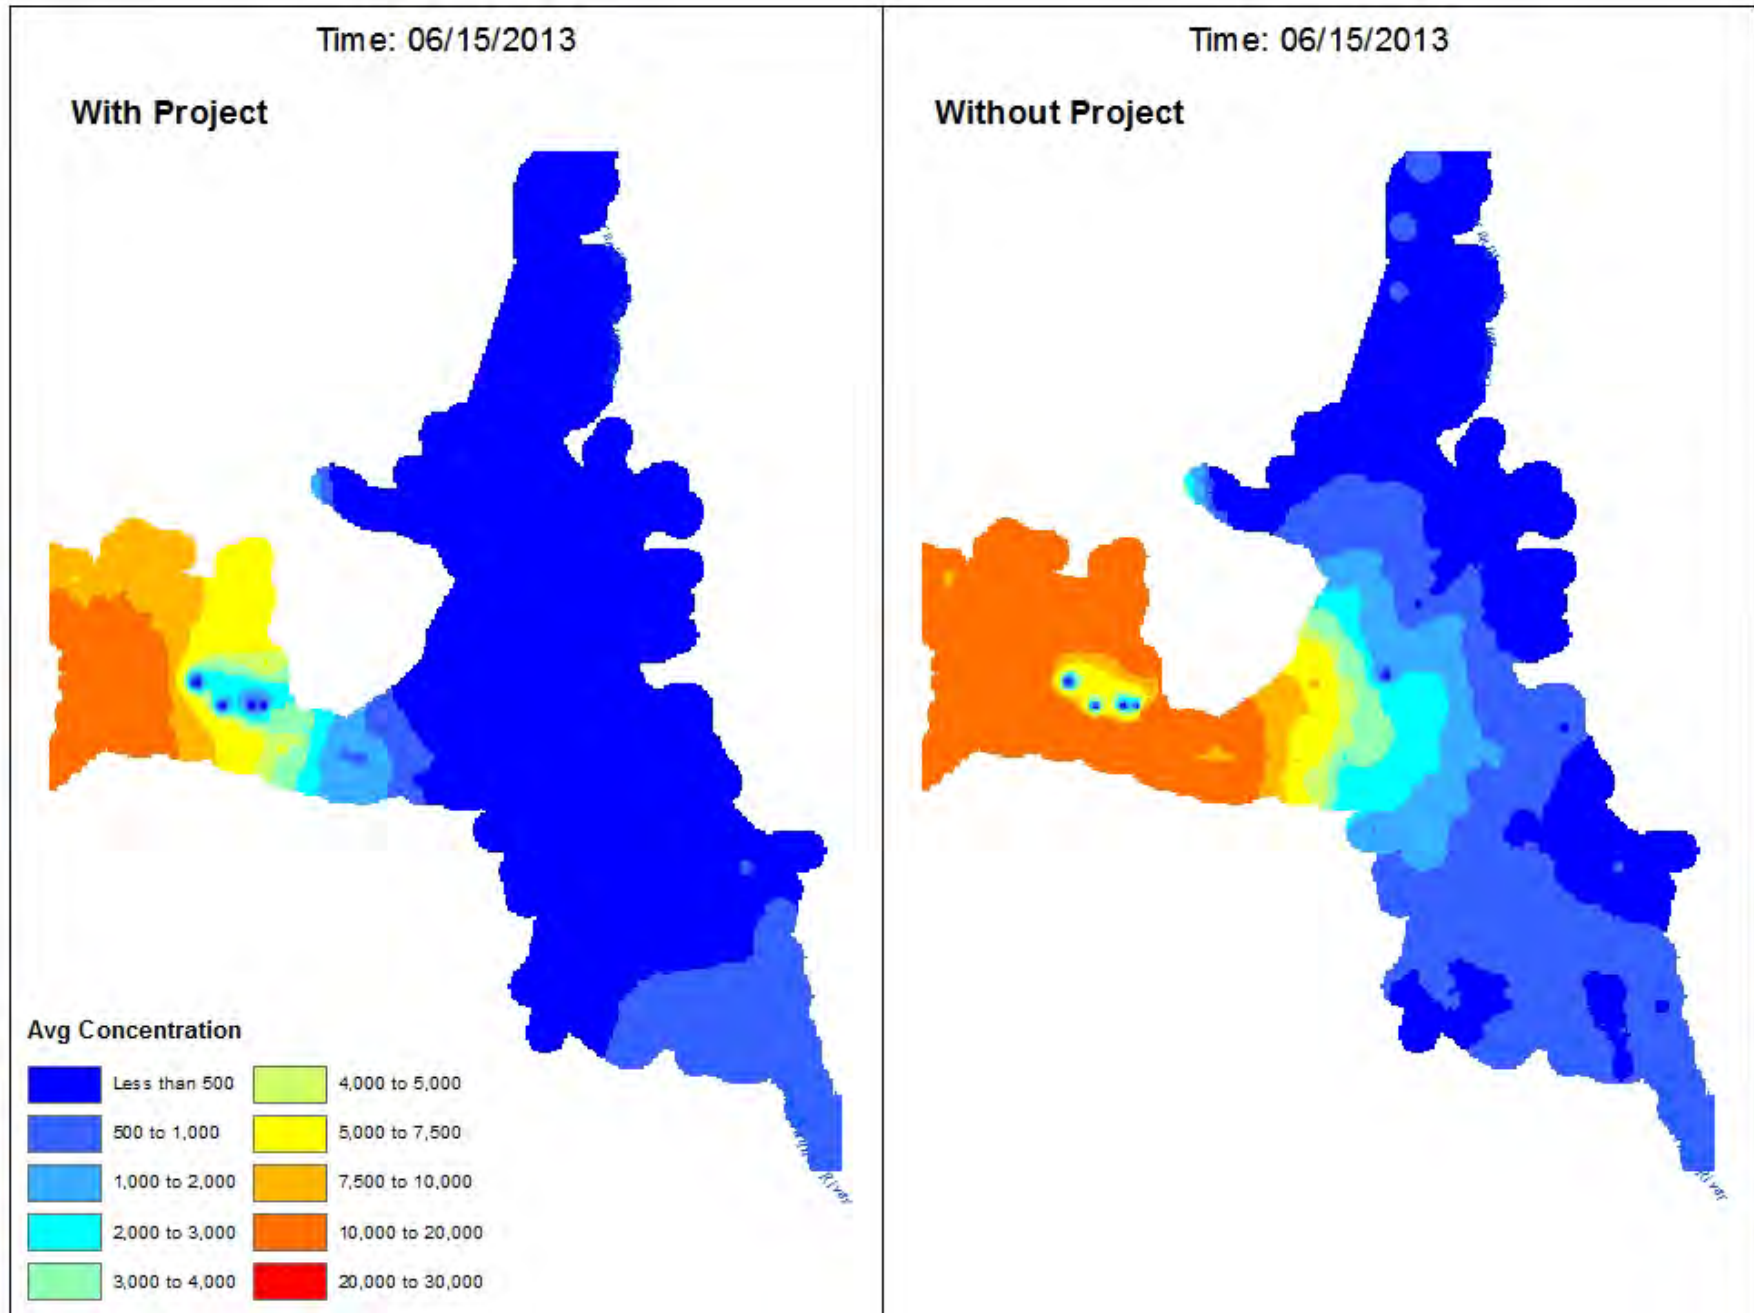 Time: 06/15/2013
With Project
Avg Concentration
Less than 500
500 to 1,000
1,000 to 2,000
2,000 to 3,000
3,000 to 4,000
4,000 to 5,000
5,000 to 7,500
7,500 to 10,000
10,000 to 20,000
20,000 to 30,000
River
Time: 06/15/2013
Without Project
River